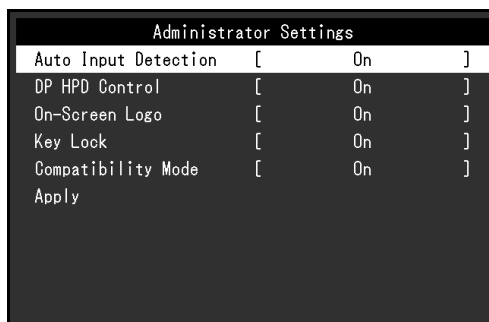 Administrator Settings
Auto Input Detection [ On ]
DP HPD Control [ On ]
On-Screen Logo [ On ]
Key Lock [ On ]
Compatibility Mode [ On ]
Apply